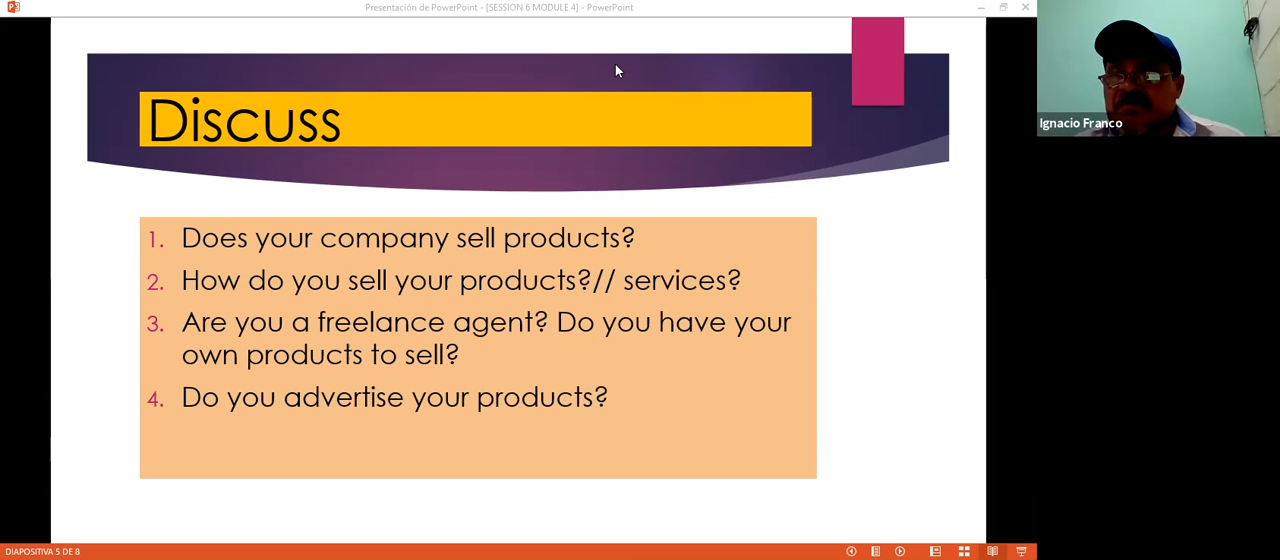 Presentación de PowerPoint - [SESSION 6 MODULE 4] - PowerPoint
Discuss
1. Does your company sell products?
2. How do you sell your products?// services?
3. Are you a freelance agent? Do you have your
own products to sell?
4. Do you advertise your products?
Ignacio Franco
DIAPOSITIVA 5 DE 8